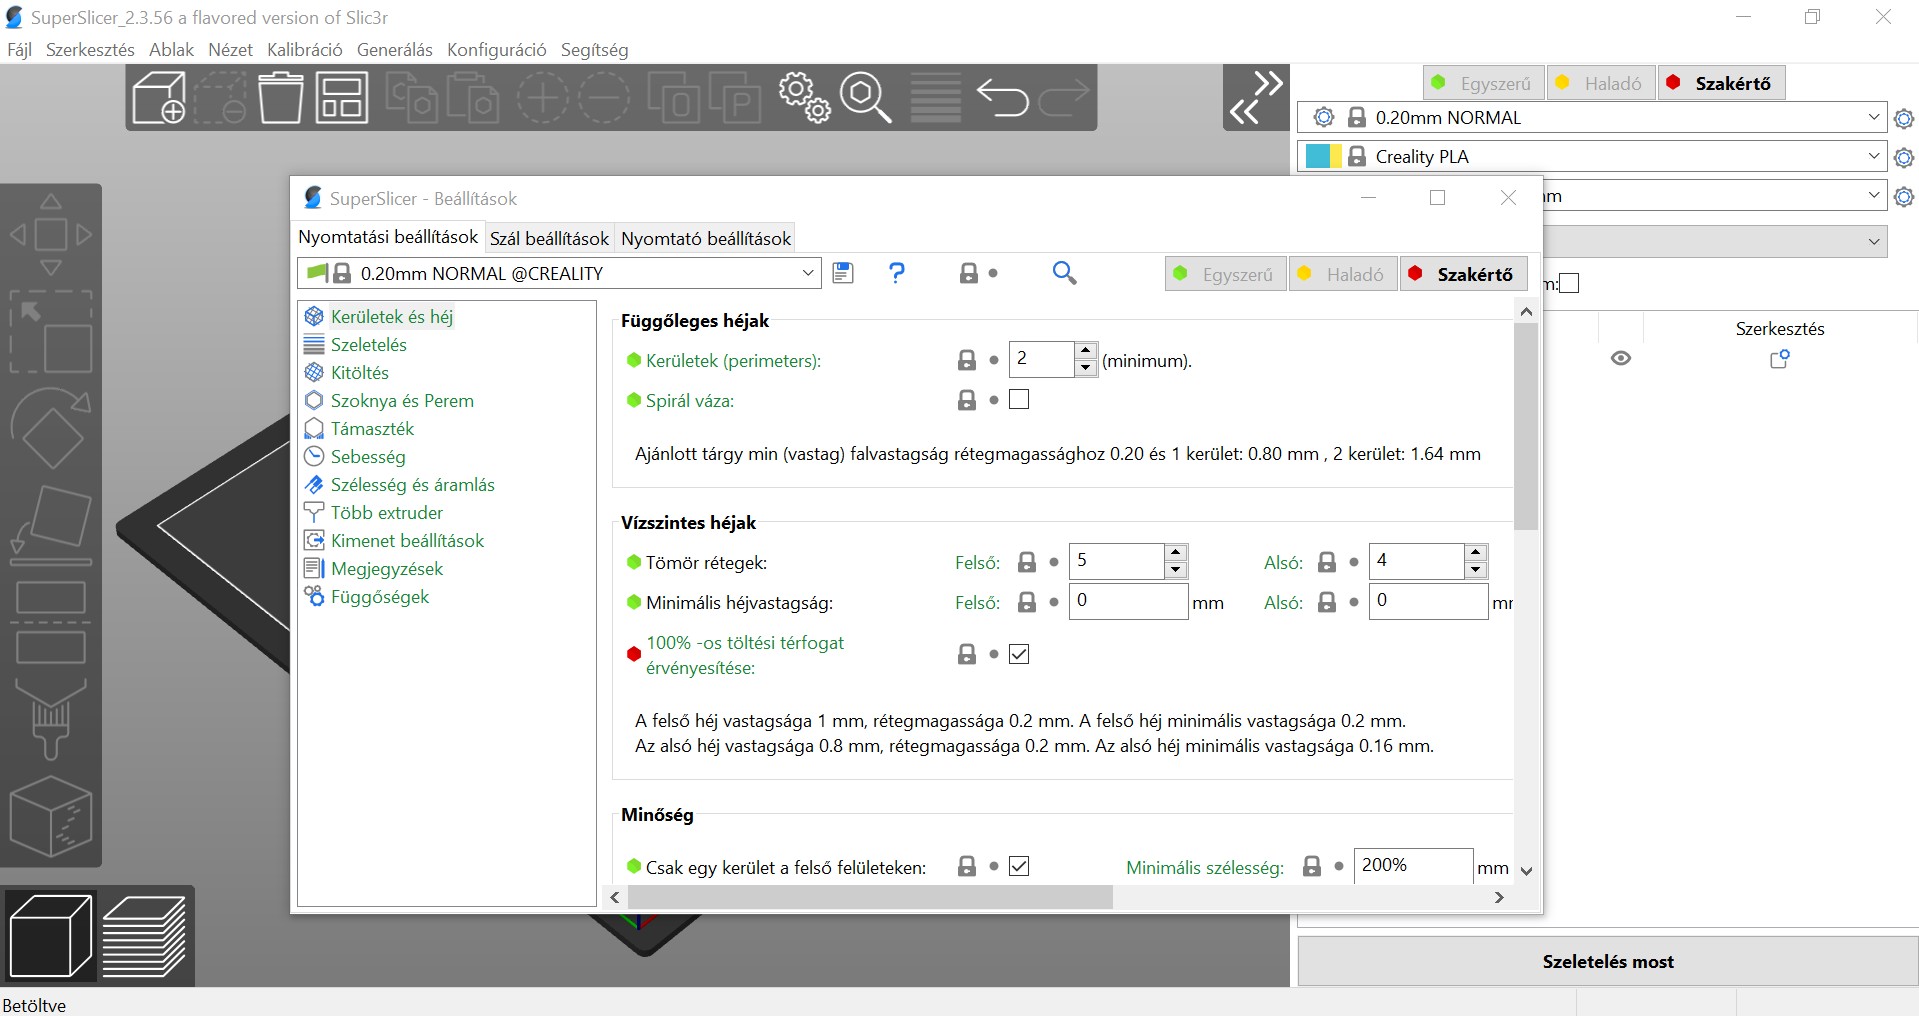 SuperSlicer_2.3.56 a flavored version of Slic3r
Fájl Szerkesztés Ablak Nézet Kalibráció Generálás Konfiguráció Segítség
Egyszerű Haladó Szakértő
0.20mm NORMAL
Creality PLA
SuperSlicer - Beállítások
Nyomtatási beállítások Szál beállítások Nyomtató beállítások
0.20mm NORMAL @CREALITY
?
Egyszerű Haladó Szakértő
Szerkesztés
Kerületek és héj
Szeletelés
Kitöltés
Szoknya és Perem
Támaszték
Sebesség
Szélesség és áramlás
Több extruder
Kimenet beállítások
Megjegyzések
Függőségek
Függőleges héjak
Kerületek (perimeters): 2 (minimum).
Spirál váza:
Ajánlott tárgy min (vastag) falvastagság rétegmagassághoz 0.20 és 1 kerület: 0.80 mm , 2 kerület: 1.64 mm
Vízszintes héjak
Tömör rétegek: Felső: 5 Alsó: 4
Minimális héjvastagság: Felső: 0 mm Alsó: 0
100% -os töltési térfogat
érvényesítése:
A felső héj vastagsága 1 mm, rétegmagassága 0.2 mm. A felső héj minimális vastagsága 0.2 mm.
Az alsó héj vastagsága 0.8 mm, rétegmagassága 0.2 mm. Az alsó héj minimális vastagsága 0.16 mm.
Minőség
Csak egy kerület a felső felületeken: Minimális szélesség: 200% mm
Szeletelés most
Betöltve